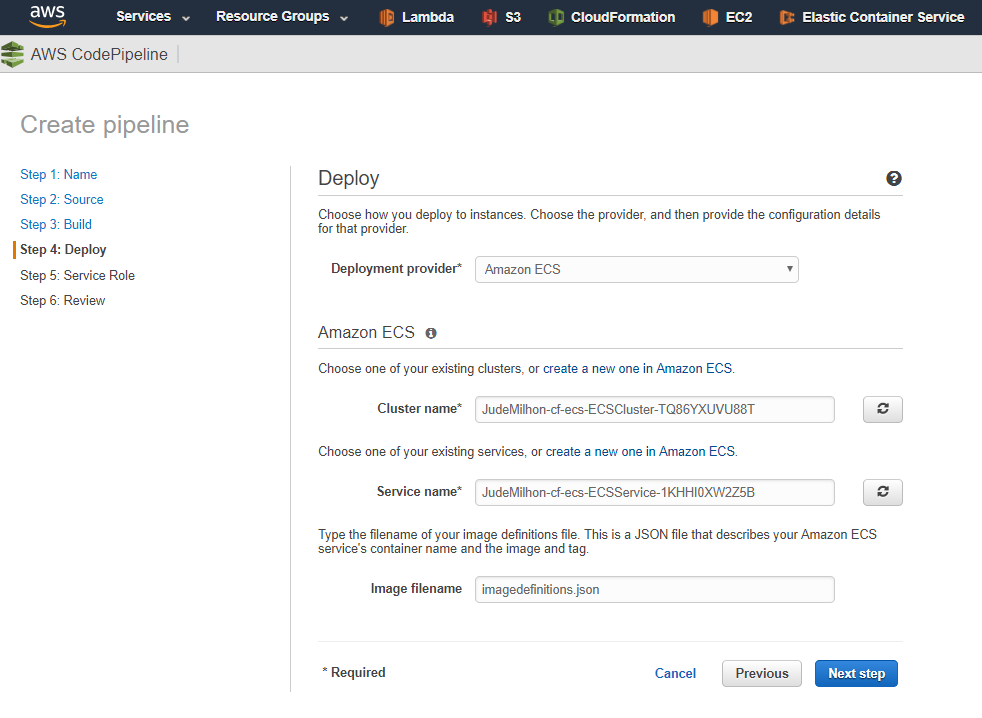 aws Services Resource Groups Lambda S3 CloudFormation EC2 Elastic Container Service
AWS CodePipeline
Create pipeline
Step 1: Name
Step 2: Source
Step 3: Build
Step 4: Deploy
Step 5: Service Role
Step 6: Review
Deploy
Choose how you deploy to instances. Choose the provider, and then provide the configuration details
for that provider.
Deployment provider* Amazon ECS
Amazon ECS
Choose one of your existing clusters, or create a new one in Amazon ECS.
Cluster name* JudeMilhon-cf-ecs-ECSCluster-TQ86YXUVU88T
Choose one of your existing services, or create a new one in Amazon ECS.
Service name* JudeMilhon-cf-ecs-ECSService-1KHHI0XW2Z5B
Type the filename of your image definitions file. This is a JSON file that describes your Amazon ECS
service's container name and the image and tag.
Image filename imagedefinitions.json
* Required Cancel Previous Next step